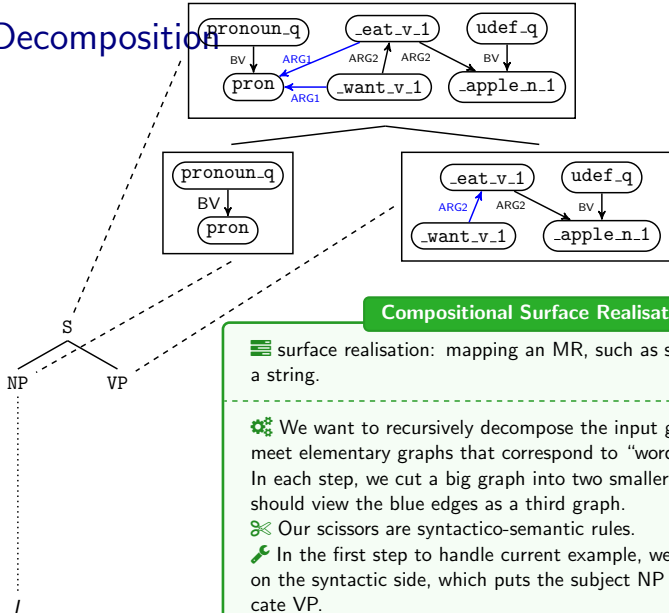 Decomposition
pronoun_q _eat_v_1 udef_q
BV ARG1 ARG2 ARG2 BV
pron _want_v_1 _apple_n_1
ARG1
pronoun_q _eat_v_1 udef_q
BV ARG2 ARG2 BV
pron _want_v_1 _apple_n_1
S
NP VP
I
Compositional Surface
surface realisation: mapping an MR, such as
a string.
We want to recursively decompose the input
meet elementary graphs that correspond to
In each step, we cut a big graph into two smaller
should view the blue edges as a third graph.
Our scissors are syntactico-semantic rules.
In the first step to handle current example, we
on the syntactic side, which puts the subject NP
cate VP.